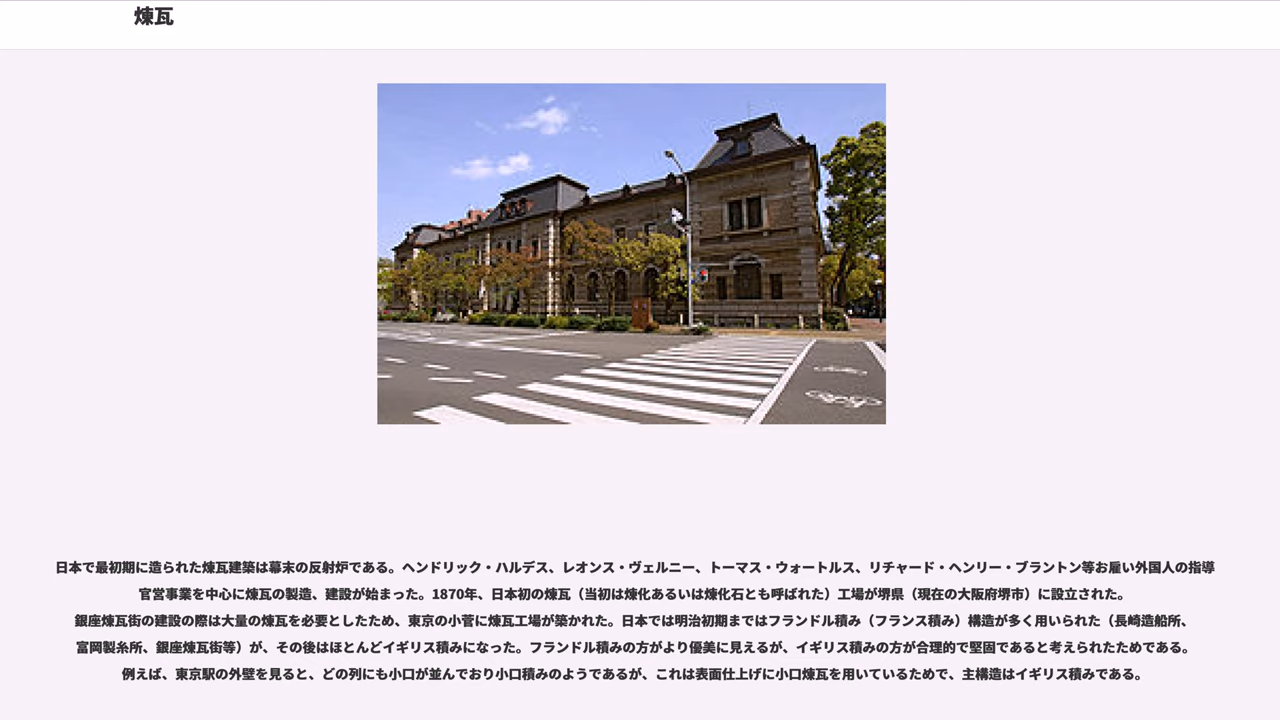 煉瓦
日本で最初期に造られた煉瓦建築は幕末の反射炉である。ヘンドリック・ハルデス、レオンス・ヴェルニー、トーマス・ウォートルス、リチャード・ヘンリー・ブラントン等お雇い外国人の指導
官営事業を中心に煉瓦の製造、建設が始まった。1870年、日本初の煉瓦（当初は煉化あるいは煉化石とも呼ばれた）工場が堺県（現在の大阪府堺市）に設立された。
銀座煉瓦街の建設の際は大量の煉瓦を必要としたため、東京の小菅に煉瓦工場が築かれた。日本では明治初期まではフランドル積み（フランス積み）構造が多く用いられた（長崎造船所、
富岡製糸所、銀座煉瓦街等）が、その後はほとんどイギリス積みになった。フランドル積みの方がより優美に見えるが、イギリス積みの方が合理的で堅固であると考えられたためである。
例えば、東京駅の外壁を見ると、どの列にも小口が並んでおり小口積みのようであるが、これは表面仕上げに小口煉瓦を用いているためで、主構造はイギリス積みである。